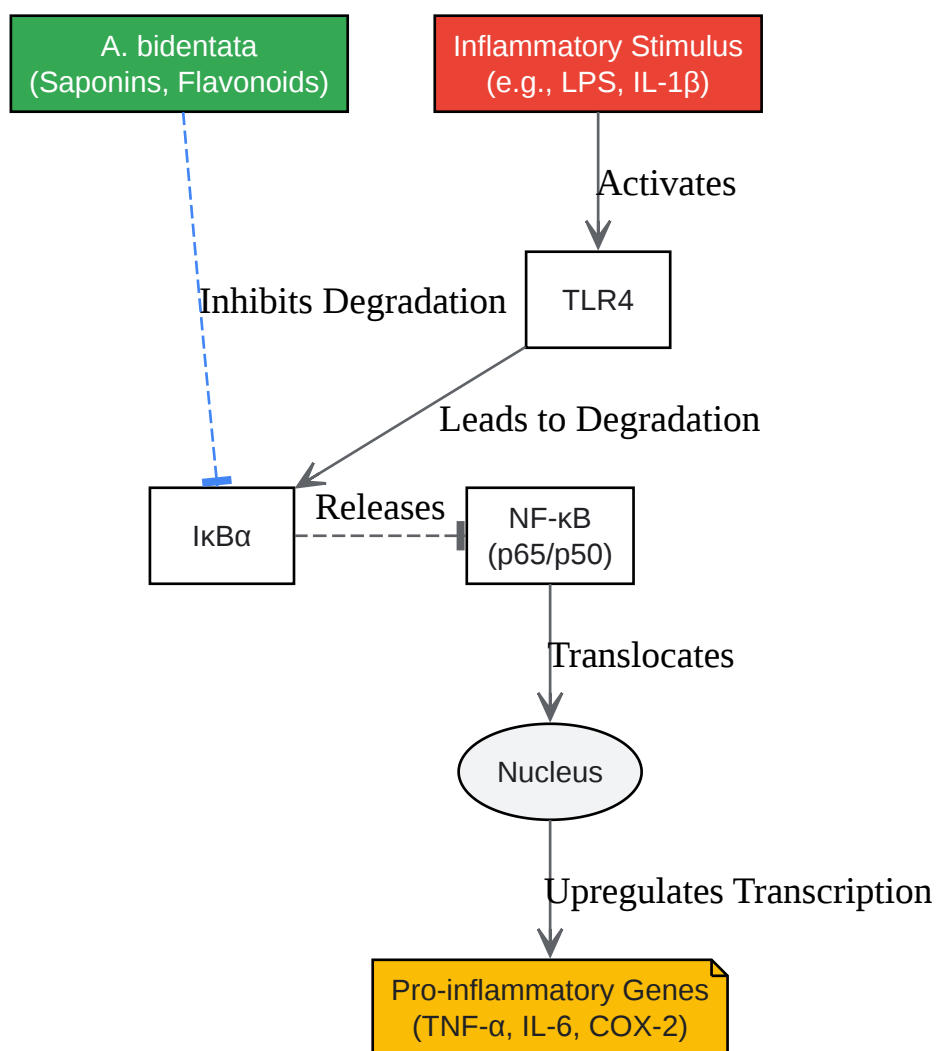 A. bidentata
(Saponins, Flavonoids)
Inflammatory Stimulus
(e.g., LPS, IL-1β)
Activates
TLR4
Inhibits Degradation
Leads to Degradation
IκBα
Releases
NF-κB
(p65/p50)
Translocates
Nucleus
Upregulates Transcription
Pro-inflammatory Genes
(TNF-α, IL-6, COX-2)